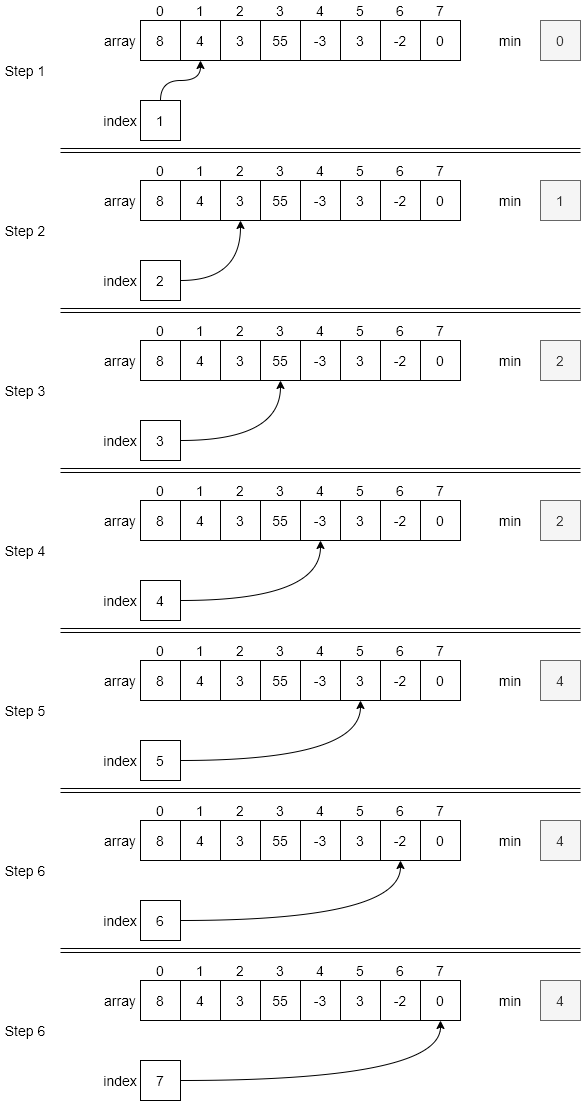 0 1 2 3 4 5 6 7
array 8 4 3 55 -3 3 -2 0 min 0
Step 1
index 1
0 1 2 3 4 5 6 7
array 8 4 3 55 -3 3 -2 0 min 1
Step 2
index 2
0 1 2 3 4 5 6 7
array 8 4 3 55 -3 3 -2 0 min 2
Step 3
index 3
0 1 2 3 4 5 6 7
array 8 4 3 55 -3 3 -2 0 min 2
Step 4
index 4
0 1 2 3 4 5 6 7
array 8 4 3 55 -3 3 -2 0 min 4
Step 5
index 5
0 1 2 3 4 5 6 7
array 8 4 3 55 -3 3 -2 0 min 4
Step 6
index 6
0 1 2 3 4 5 6 7
array 8 4 3 55 -3 3 -2 0 min 4
Step 6
index 7